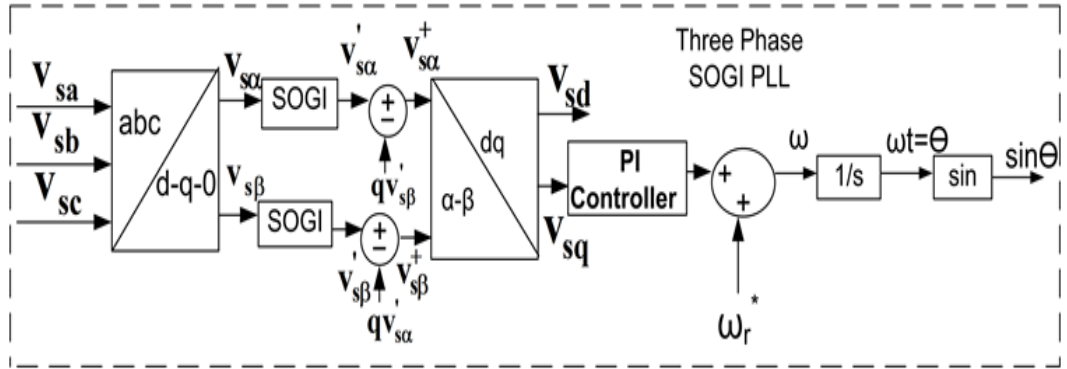 Three Phase
SOGI PLL
Vsa
Vsb
Vsc
abc
d-q-0
Vsα
vsβ
SOGI
SOGI
v'sα
v+sα
+
−
qv'sβ
+
−
v'sβ
v+sβ
qv'sα
dq
α-β
Vsd
Vsq
PI
Controller
+
+
ωr*
ω
1/s
ωt=Θ
sin
sinΘ